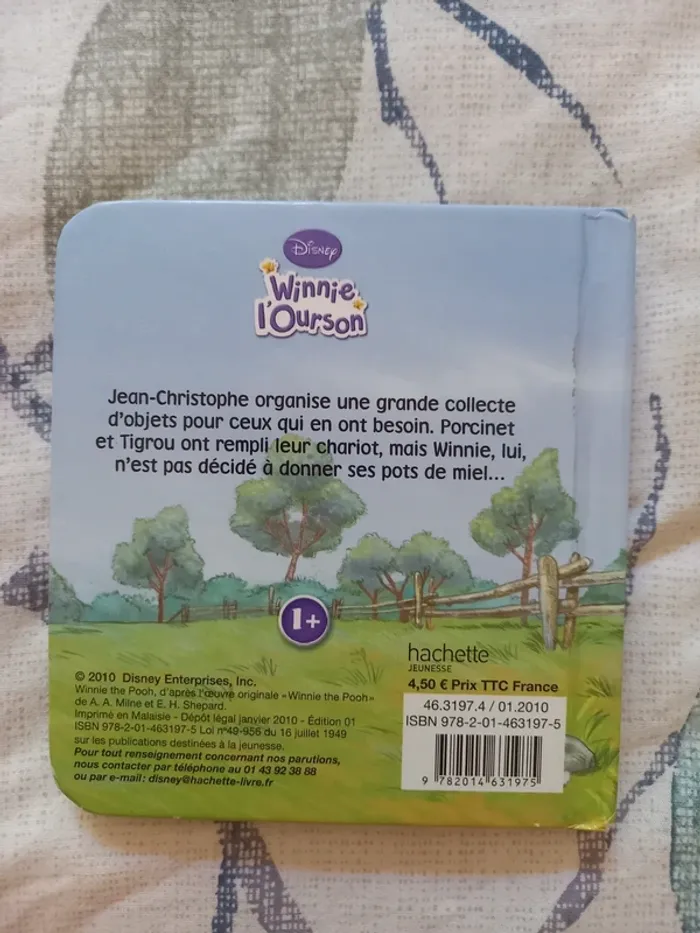 Disney
Winnie
l'Ourson
Jean-Christophe organise une grande collecte
d'objets pour ceux qui en ont besoin. Porcinet
et Tigrou ont rempli leur chariot, mais Winnie, lui,
n'est pas décidé à donner ses pots de miel...
1+
hachette
JEUNESSE
4,50 € Prix TTC France
46.3197.4 / 01.2010
ISBN 978-2-01-463197-5
9 782014 631975
© 2010 Disney Enterprises, Inc.
Winnie the Pooh, d'après l'œuvre originale «Winnie the Pooh»
de A. A. Milne et E. H. Shepard.
Imprimé en Malaisie - Dépôt légal janvier 2010 - Édition 01
ISBN 978-2-01-463197-5 Loi n°49-956 du 16 juillet 1949
sur les publications destinées à la jeunesse.
Pour tout renseignement concernant nos parutions,
nous contacter par téléphone au 01 43 92 38 88
ou par e-mail: disney@hachette-livre.fr